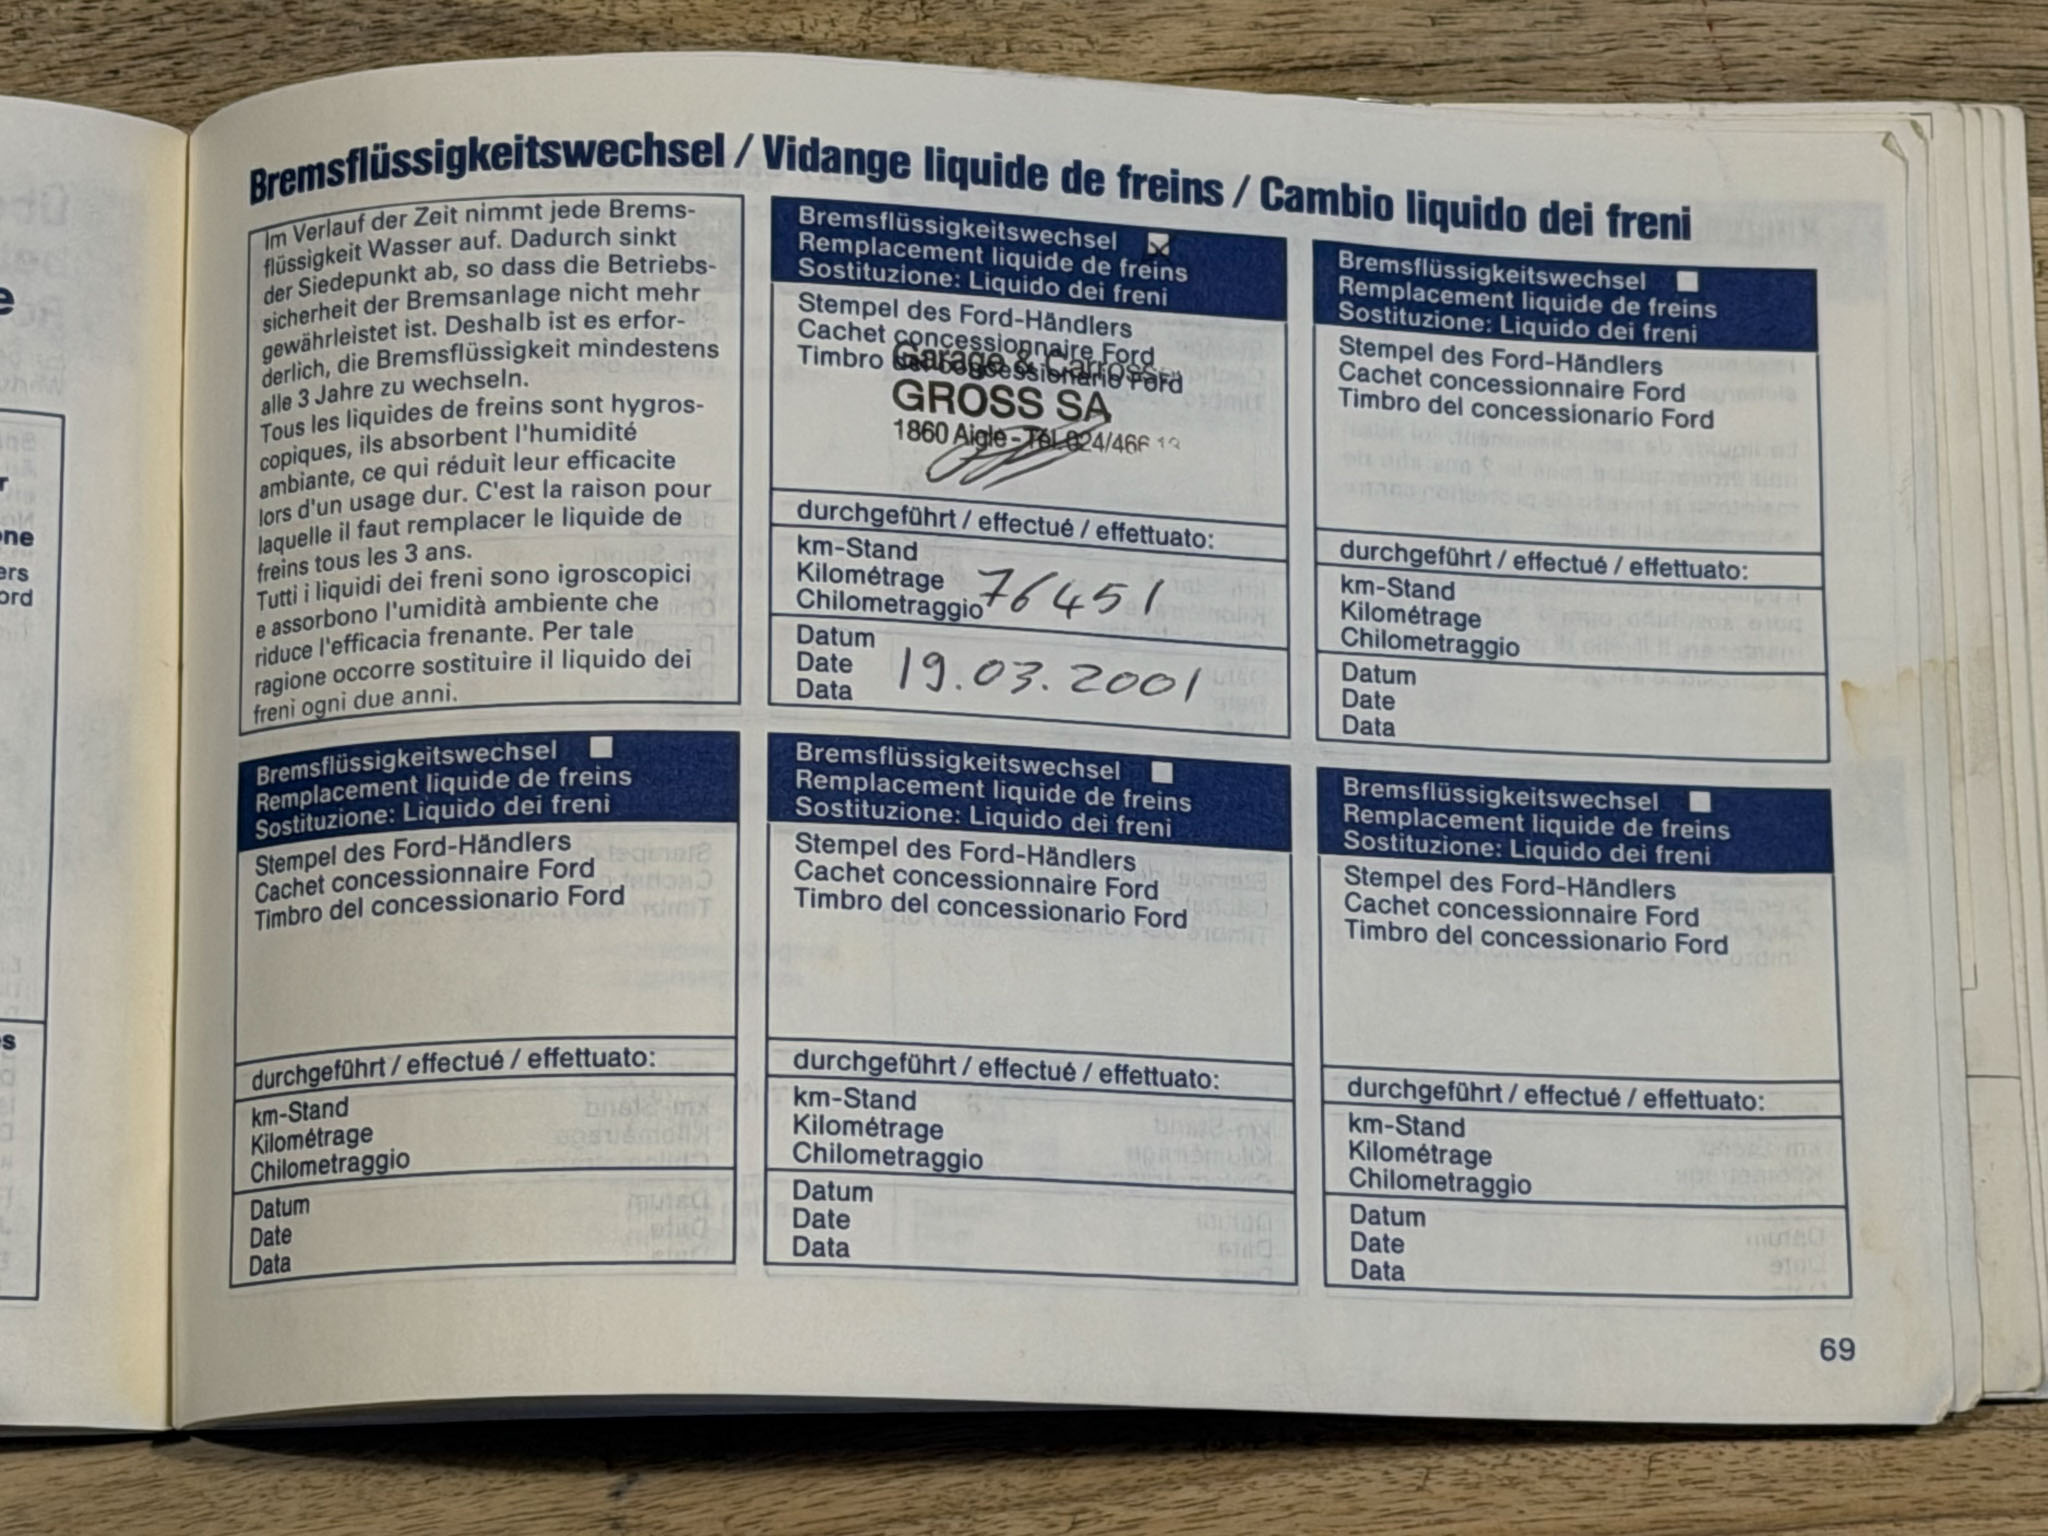 Bremsflüssigkeitswechsel / Vidange liquide de freins / Cambio liquido dei freni
Im Verlauf der Zeit nimmt jede Brems-
flüssigkeit Wasser auf. Dadurch sinkt
der Siedepunkt ab, so dass die Betriebs-
sicherheit der Bremsanlage nicht mehr
gewährleistet ist. Deshalb ist es erfor-
derlich, die Bremsflüssigkeit mindestens
alle 3 Jahre zu wechseln.
Tous les liquides de freins sont hygros-
copiques, ils absorbent l'humidité
ambiante, ce qui réduit leur efficacite
lors d'un usage dur. C'est la raison pour
laquelle il faut remplacer le liquide de
freins tous les 3 ans.
Tutti i liquidi dei freni sono igroscopici
e assorbono l'umidità ambiente che
riduce l'efficacia frenante. Per tale
ragione occorre sostituire il liquido dei
freni ogni due anni.
Bremsflüssigkeitswechsel
Remplacement liquide de freins
Sostituzione: Liquido dei freni
Stempel des Ford-Händlers
Cachet concessionnaire Ford
Timbro del concessionario Ford
Garage & Carrosse
GROSS SA
1860 Aigle - Tél. 024/466
durchgeführt / effectué / effettuato:
km-Stand
Kilométrage
Chilometraggio
76451
Datum
Date
Data
19.03.2001
Bremsflüssigkeitswechsel
Remplacement liquide de freins
Sostituzione: Liquido dei freni
Stempel des Ford-Händlers
Cachet concessionnaire Ford
Timbro del concessionario Ford
durchgeführt / effectué / effettuato:
km-Stand
Kilométrage
Chilometraggio
Datum
Date
Data
Bremsflüssigkeitswechsel
Remplacement liquide de freins
Sostituzione: Liquido dei freni
Stempel des Ford-Händlers
Cachet concessionnaire Ford
Timbro del concessionario Ford
durchgeführt / effectué / effettuato:
km-Stand
Kilométrage
Chilometraggio
Datum
Date
Data
Bremsflüssigkeitswechsel
Remplacement liquide de freins
Sostituzione: Liquido dei freni
Stempel des Ford-Händlers
Cachet concessionnaire Ford
Timbro del concessionario Ford
durchgeführt / effectué / effettuato:
km-Stand
Kilométrage
Chilometraggio
Datum
Date
Data
Bremsflüssigkeitswechsel
Remplacement liquide de freins
Sostituzione: Liquido dei freni
Stempel des Ford-Händlers
Cachet concessionnaire Ford
Timbro del concessionario Ford
durchgeführt / effectué / effettuato:
km-Stand
Kilométrage
Chilometraggio
Datum
Date
Data
69